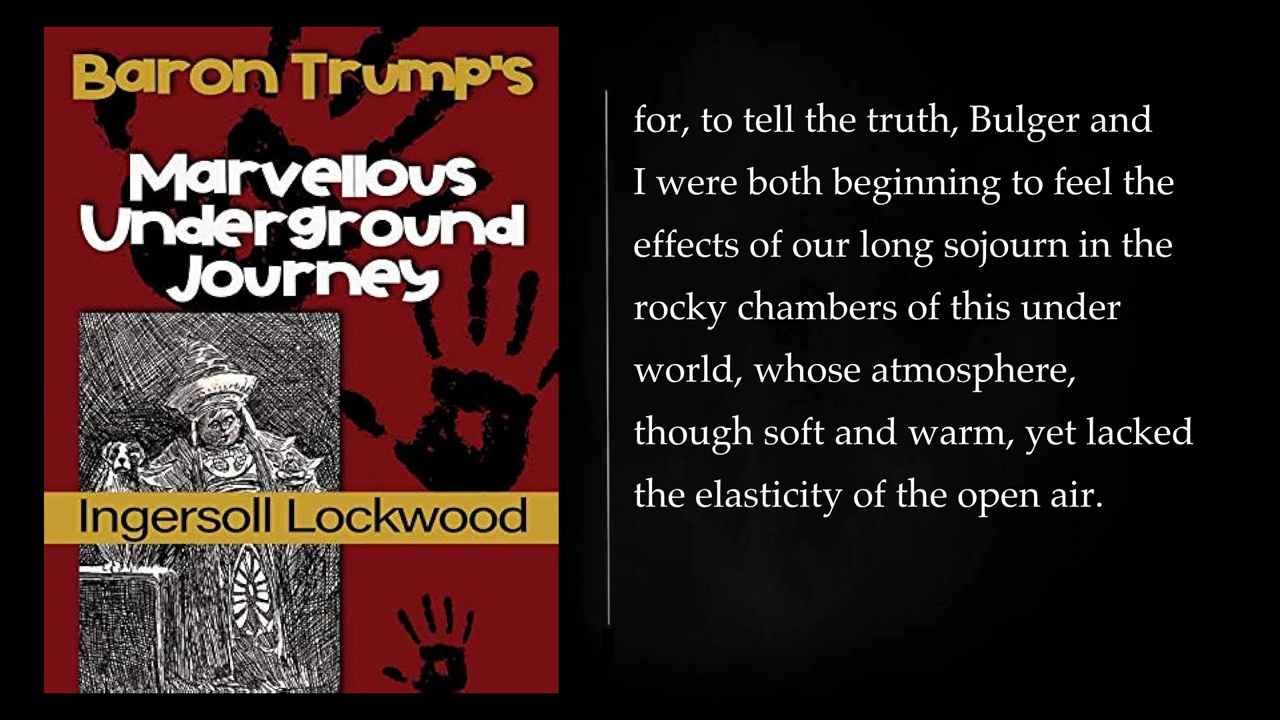 Baron Trump's
Marvellous
Underground
Journey
Ingersoll Lockwood
for, to tell the truth, Bulger and
I were both beginning to feel the
effects of our long sojourn in the
rocky chambers of this under
world, whose atmosphere,
though soft and warm, yet lacked
the elasticity of the open air.